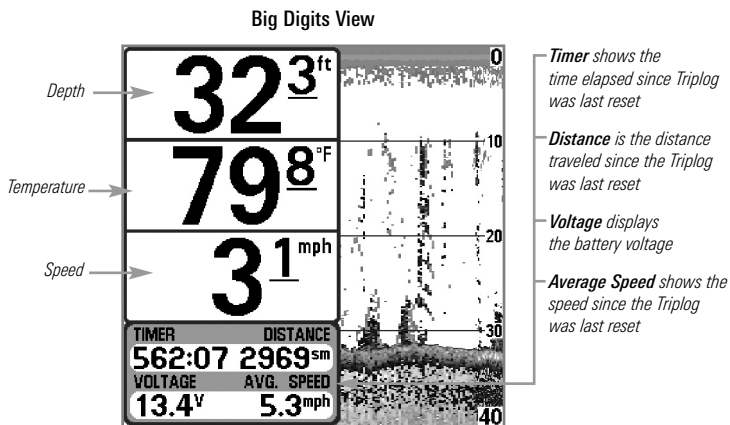 Big Digits View
Depth
32 3 ft
Temperature
79 8 °F
Speed
3 1 mph
TIMER DISTANCE
562:07 2969 sm
VOLTAGE AVG. SPEED
13.4 V 5.3 mph
0
10
20
30
40
Timer shows the
time elapsed since Triplog
was last reset
Distance is the distance
traveled since the Triplog
was last reset
Voltage displays
the battery voltage
Average Speed shows the
speed since the Triplog
was last reset